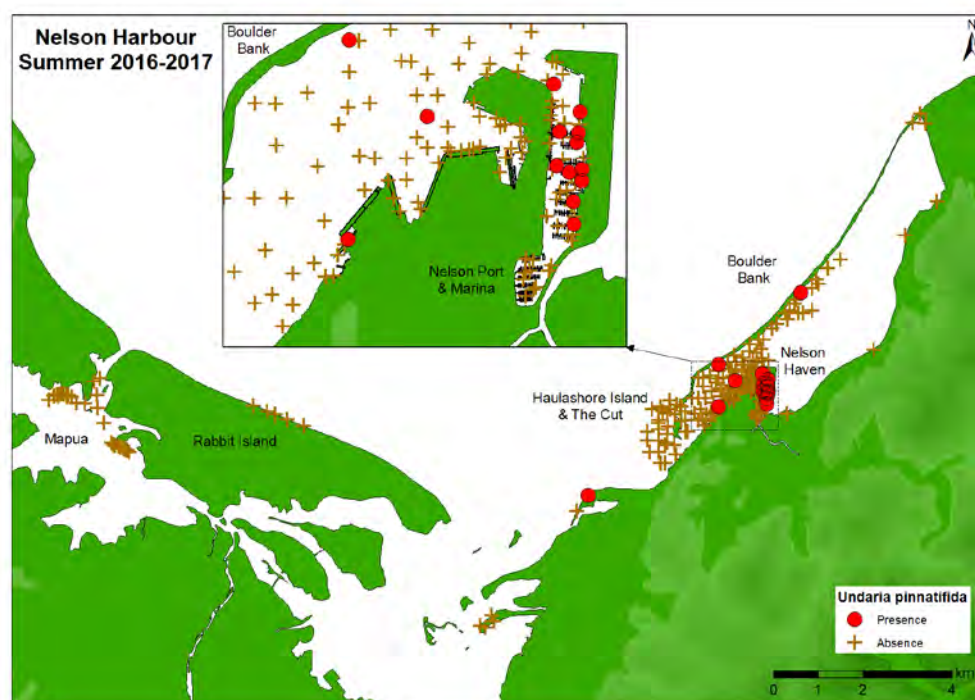 Nelson Harbour
Summer 2016-2017
Boulder
Bank
Nelson Port
& Marina
N
Boulder
Bank
Nelson
Haven
Haulashore Island
& The Cut
Mapua
Rabbit Island
Undaria pinnatifida
Presence
Absence
km
0 1 2 4